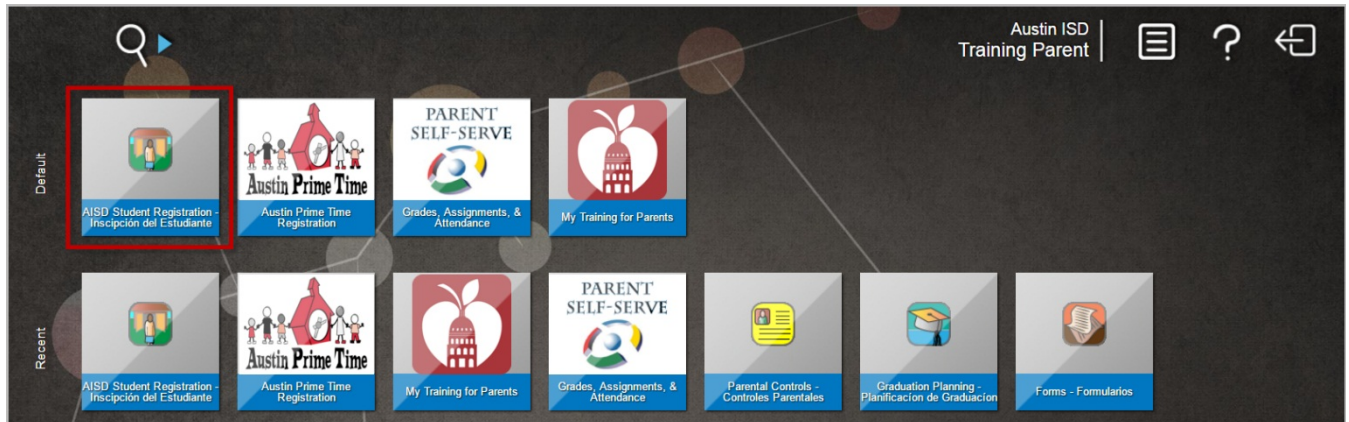 Austin ISD
Training Parent
Default
AISD Student Registration -
Inscipción del Estudiante
Austin Prime Time
Austin Prime Time
Registration
PARENT
SELF-SERVE
Grades, Assignments, &
Attendance
My Training for Parents
Recent
AISD Student Registration -
Inscipción del Estudiante
Austin Prime Time
Austin Prime Time
Registration
My Training for Parents
PARENT
SELF-SERVE
Grades, Assignments, &
Attendance
Parental Controls -
Controles Parentales
Graduation Planning -
Planificacíon de Graduacíon
Forms - Formularios